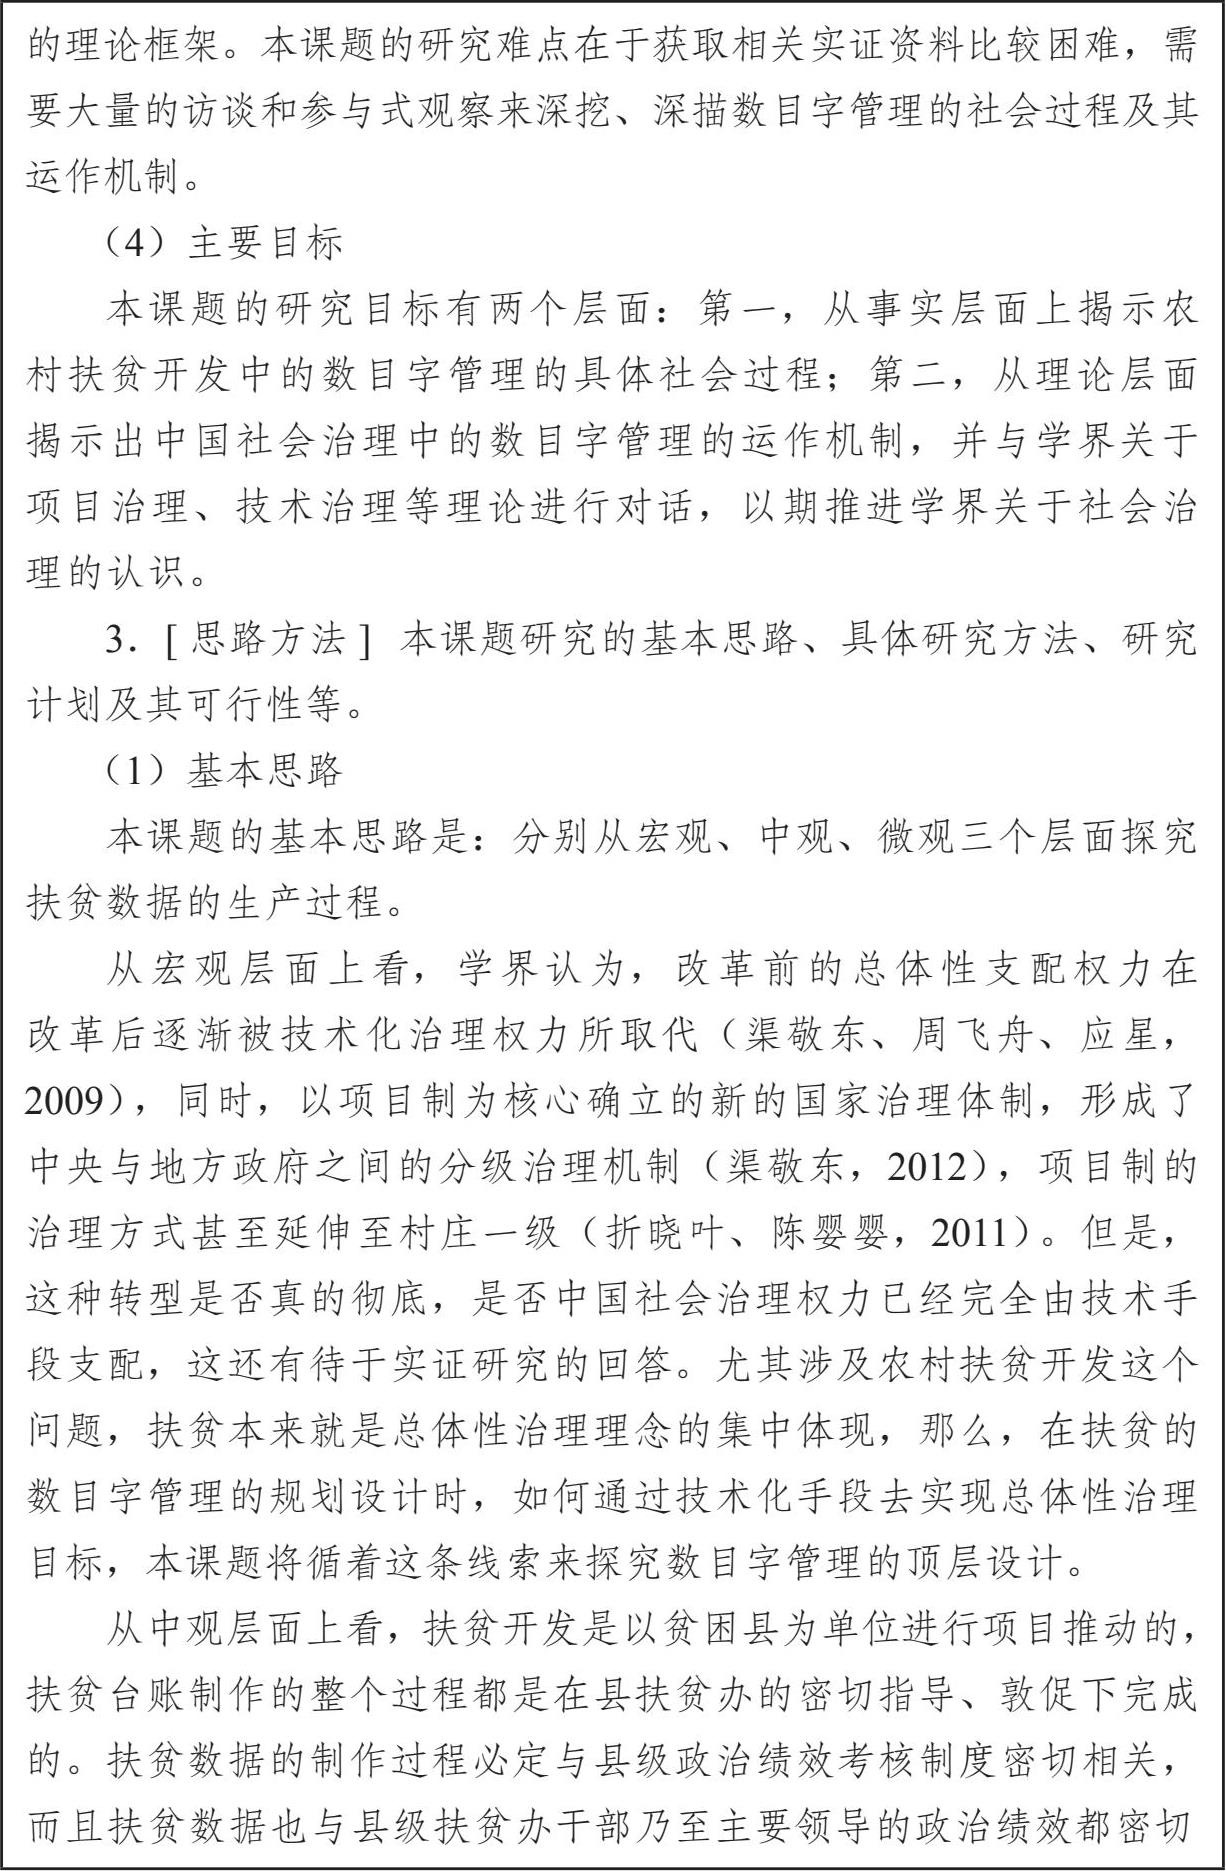 的理论框架。本课题的研究难点在于获取相关实证资料比较困难，需
要大量的访谈和参与式观察来深挖、深描数目字管理的社会过程及其
运作机制。
（4）主要目标
本课题的研究目标有两个层面：第一，从事实层面上揭示农
村扶贫开发中的数目字管理的具体社会过程；第二，从理论层面
揭示出中国社会治理中的数目字管理的运作机制，并与学界关于
项目治理、技术治理等理论进行对话，以期推进学界关于社会治
理的认识。
3．[ 思路方法 ] 本课题研究的基本思路、具体研究方法、研究
计划及其可行性等。
（1）基本思路
本课题的基本思路是：分别从宏观、中观、微观三个层面探究
扶贫数据的生产过程。
从宏观层面上看，学界认为，改革前的总体性支配权力在
改革后逐渐被技术化治理权力所取代（渠敬东、周飞舟、应星，
2009），同时，以项目制为核心确立的新的国家治理体制，形成了
中央与地方政府之间的分级治理机制（渠敬东，2012），项目制的
治理方式甚至延伸至村庄一级（折晓叶、陈婴婴，2011）。但是，
这种转型是否真的彻底，是否中国社会治理权力已经完全由技术手
段支配，这还有待于实证研究的回答。尤其涉及农村扶贫开发这个
问题，扶贫本来就是总体性治理理念的集中体现，那么，在扶贫的
数目字管理的规划设计时，如何通过技术化手段去实现总体性治理
目标，本课题将循着这条线索来探究数目字管理的顶层设计。
从中观层面上看，扶贫开发是以贫困县为单位进行项目推动的，
扶贫台账制作的整个过程都是在县扶贫办的密切指导、敦促下完成
的。扶贫数据的制作过程必定与县级政治绩效考核制度密切相关，
而且扶贫数据也与县级扶贫办干部乃至主要领导的政治绩效都密切